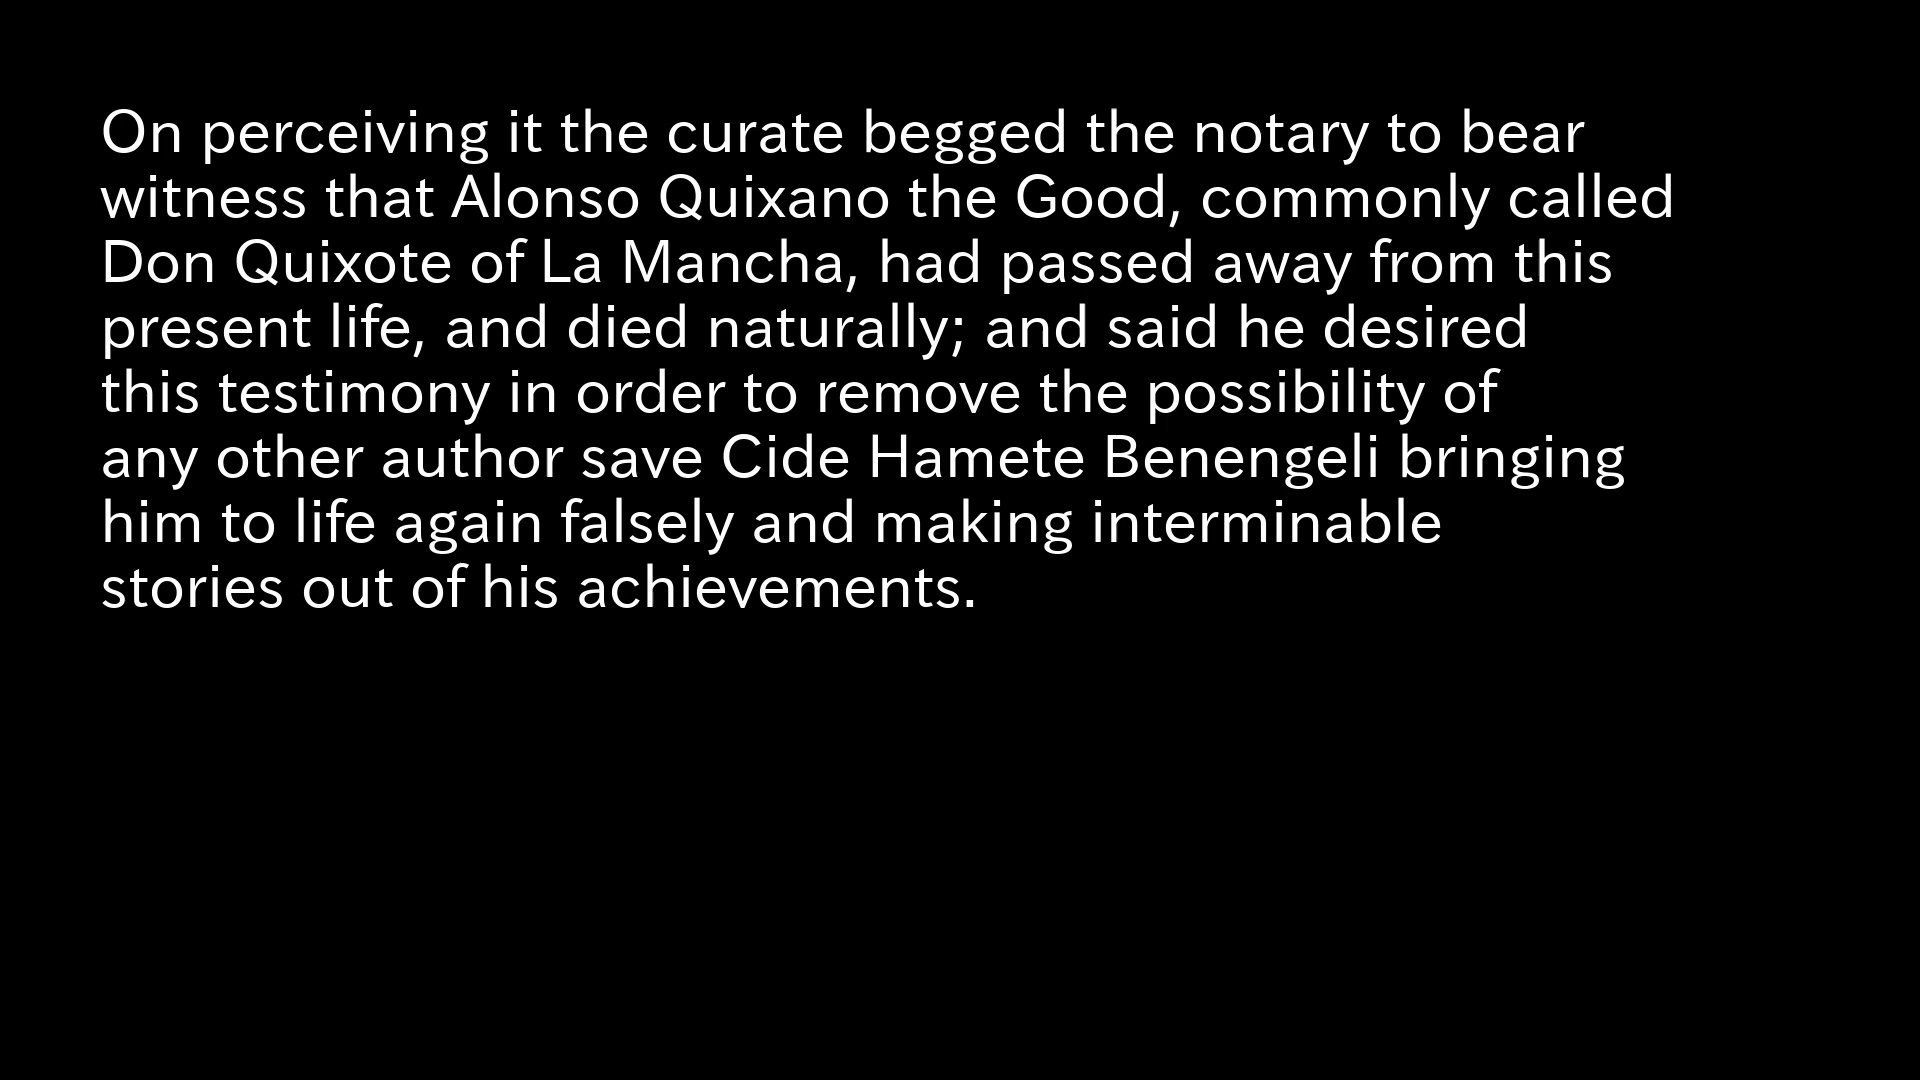 On perceiving it the curate begged the notary to bear
witness that Alonso Quixano the Good, commonly called
Don Quixote of La Mancha, had passed away from this
present life, and died naturally; and said he desired
this testimony in order to remove the possibility of
any other author save Cide Hamete Benengeli bringing
him to life again falsely and making interminable
stories out of his achievements.